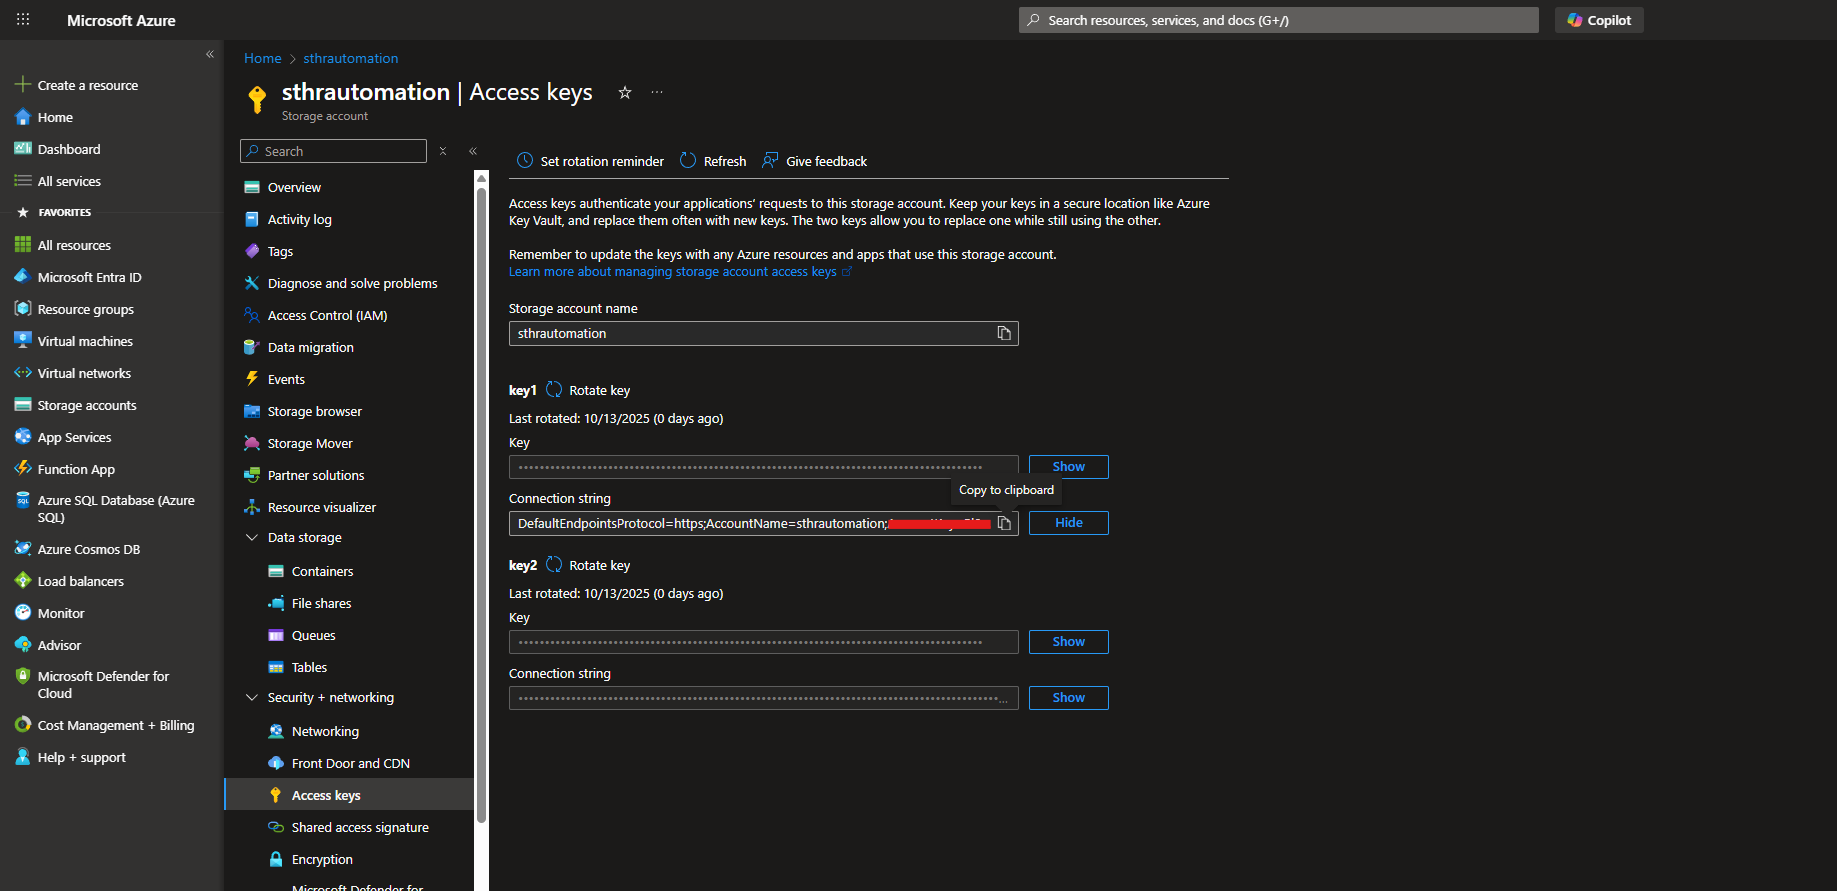 Microsoft Azure
Search resources, services, and docs (G+/)
Copilot
Create a resource
Home
Dashboard
All services
FAVORITES
All resources
Microsoft Entra ID
Resource groups
Virtual machines
Virtual networks
Storage accounts
App Services
Function App
Azure SQL Database (Azure
SQL)
Azure Cosmos DB
Load balancers
Monitor
Advisor
Microsoft Defender for
Cloud
Cost Management + Billing
Help + support
Home > sthrautomation
sthrautomation | Access keys
Storage account
Search
Overview
Activity log
Tags
Diagnose and solve problems
Access Control (IAM)
Data migration
Events
Storage browser
Storage Mover
Partner solutions
Resource visualizer
Data storage
Containers
File shares
Queues
Tables
Security + networking
Networking
Front Door and CDN
Access keys
Shared access signature
Encryption
Microsoft Defender for
Set rotation reminder
Refresh
Give feedback
Access keys authenticate your applications' requests to this storage account. Keep your keys in a secure location like Azure
Key Vault, and replace them often with new keys. The two keys allow you to replace one while still using the other.
Remember to update the keys with any Azure resources and apps that use this storage account.
Learn more about managing storage account access keys
Storage account name
sthrautomation
key1
Rotate key
Last rotated: 10/13/2025 (0 days ago)
Key
Show
Copy to clipboard
Connection string
DefaultEndpointsProtocol=https;AccountName=sthrautomation;
Hide
key2
Rotate key
Last rotated: 10/13/2025 (0 days ago)
Key
Show
Connection string
Show